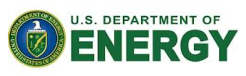 U.S. DEPARTMENT OF
ENERGY